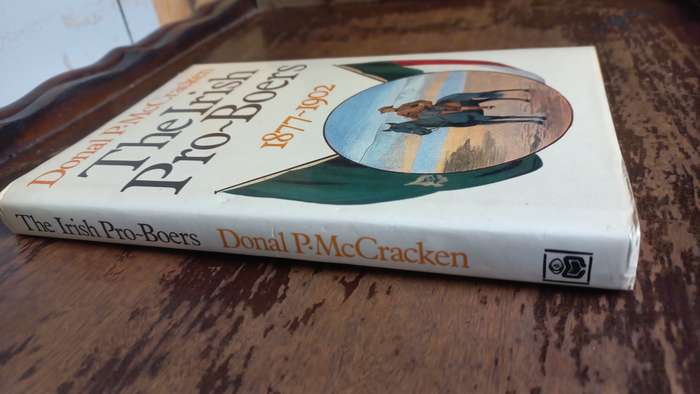 Donal P. McCracken
The Irish
Pro-Boers
1877-1902
The Irish Pro-Boers Donal P. McCracken